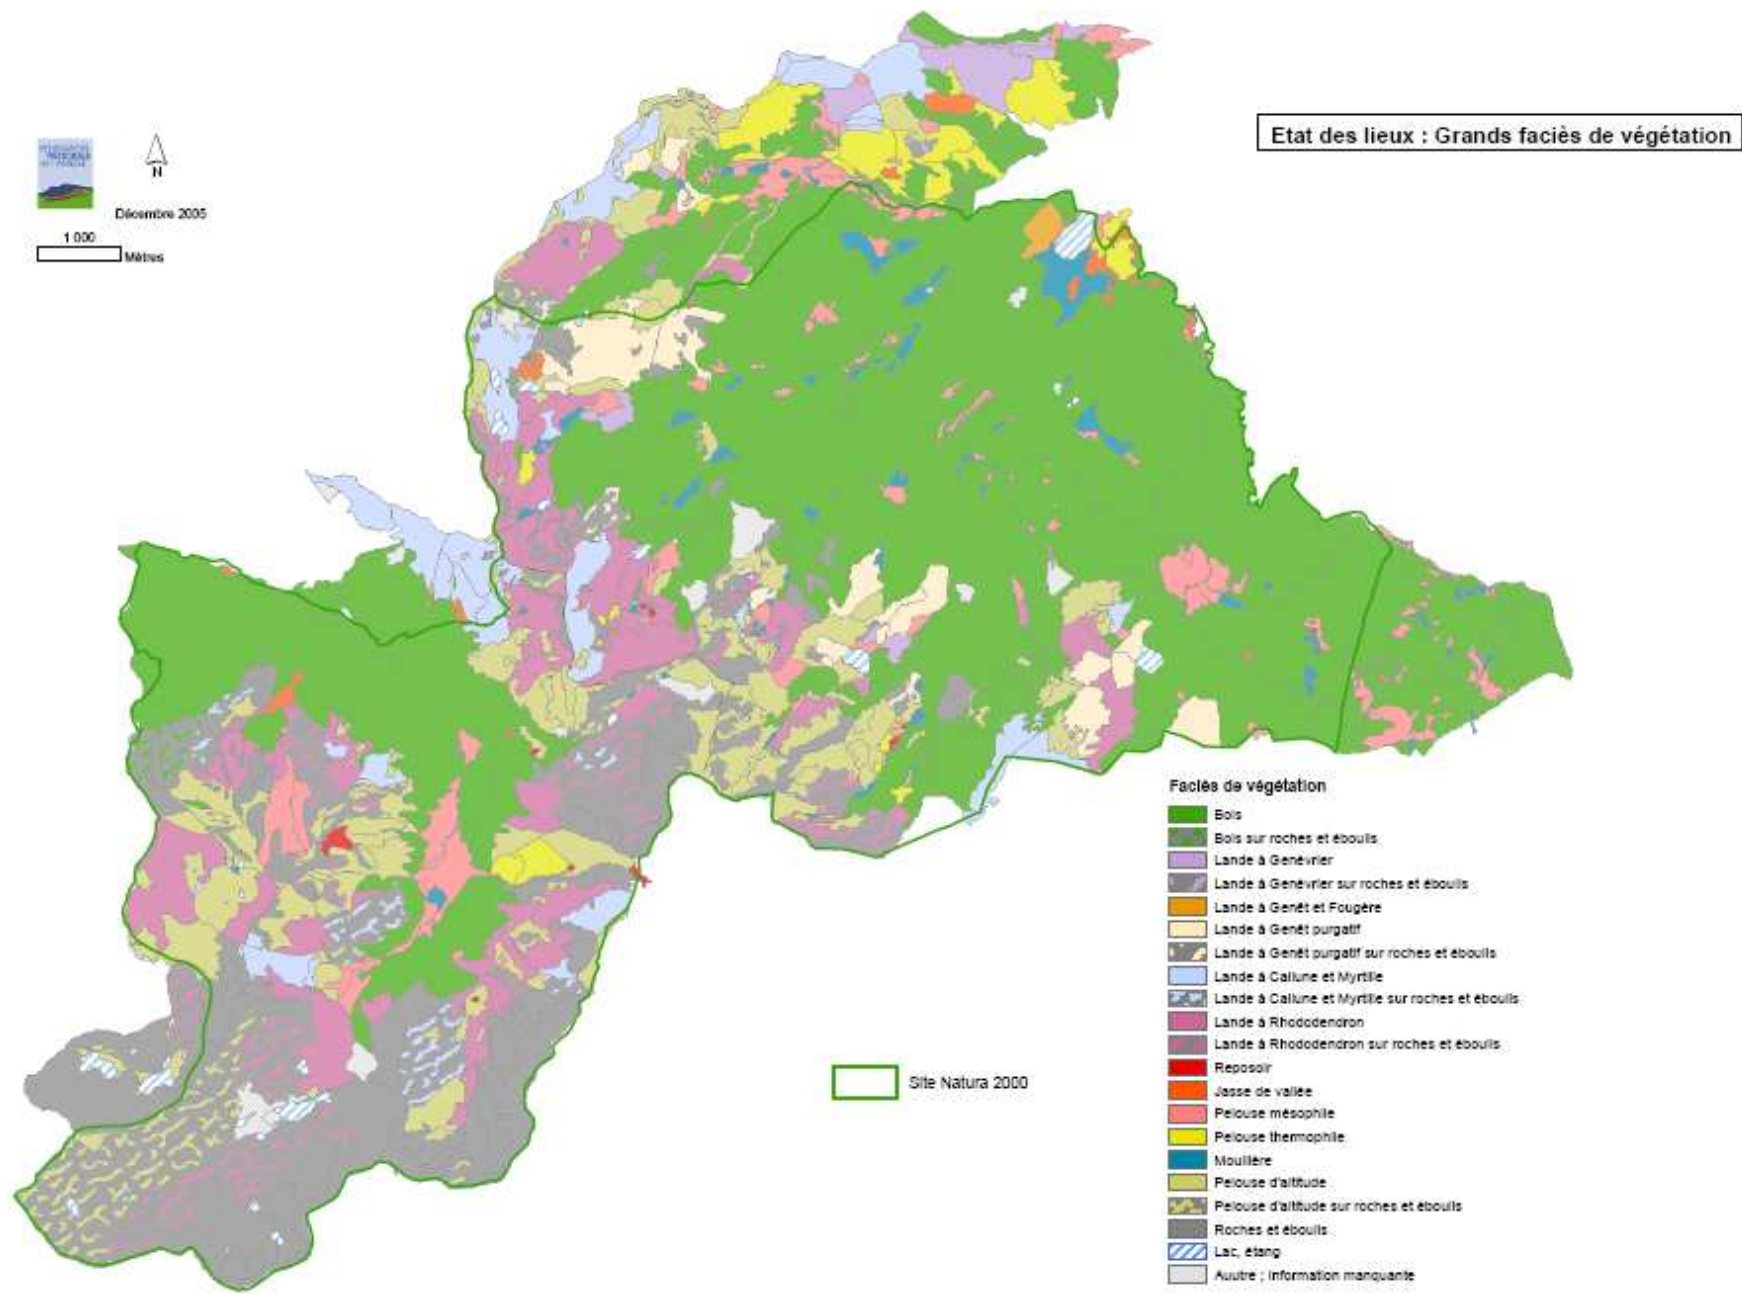 Etat des lieux : Grands faciès de végétation
N
Décembre 2005
1 000
Mètres
Faciès de végétation
Bois
Bois sur roches et éboulis
Lande à Genévrier
Lande à Genévrier sur roches et éboulis
Lande à Genêt et Fougère
Lande à Genêt purgatif
Lande à Genêt purgatif sur roches et éboulis
Lande à Callune et Myrtille
Lande à Callune et Myrtille sur roches et éboulis
Lande à Rhododendron
Lande à Rhododendron sur roches et éboulis
Reposoir
Jasse de vallée
Pelouse mésophile
Pelouse thermophile
Mouillère
Pelouse d'altitude
Pelouse d'altitude sur roches et éboulis
Roches et éboulis
Lac, étang
Auutre ; Information manquante
Site Natura 2000